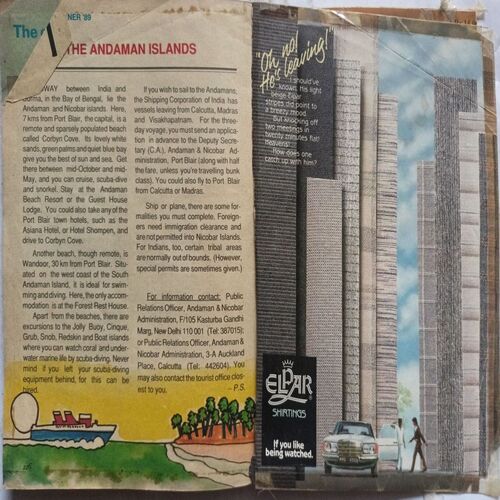 The
NER '89
THE ANDAMAN ISLANDS
WAY between India and
Burma, in the Bay of Bengal, lie the
Andaman and Nicobar islands. Here,
7 kms from Port Blair, the capital, is a
remote and sparsely populated beach
called Corbyn Cove. Its lovely white
sands, green palms and quiet blue bay
give you the best of sun and sea. Get
there between mid-October and mid-
May, and you can cruise, scuba-dive
and snorkel. Stay at the Andaman
Beach Resort or the Guest House
Lodge. You could also take any of the
Port Blair town hotels, such as the
Asiana Hotel, or Hotel Shompen, and
drive to Corbyn Cove.
Another beach, though remote, is
Wandoor, 30 km from Port Blair. Situ-
ated on the west coast of the South
Andaman Island, it is ideal for swim-
ming and diving. Here, the only accom-
modation is at the Forest Rest House.
Apart from the beaches, there are
excursions to the Jolly Buoy, Cinque,
Grub, Snob, Redskin and Boat islands
where you can watch coral and under-
water marine life by scuba-diving. Never
mind if you left your scuba-diving
equipment behind, for this can be
hired.
If you wish to sail to the Andamans,
the Shipping Corporation of India has
vessels leaving from Calcutta, Madras
and Visakhapatnam. For the three-
day voyage, you must send an applica-
tion in advance to the Deputy Secre-
tary (C.A.), Andaman & Nicobar Ad-
ministration, Port Blair (along with half
the fare, unless you're travelling bunk
class). You could also fly to Port Blair
from Calcutta or Madras.
Ship or plane, there are some for-
malities you must complete. Foreign-
ers need immigration clearance and
are not permitted into Nicobar Islands.
For Indians, too, certain tribal areas
are normally out of bounds. (However,
special permits are sometimes given.)
For information contact: Public
Relations Officer, Andaman & Nicobar
Administration, F/105 Kasturba Gandhi
Marg, New Delhi 110 001 (Tel: 387015);
or Public Relations Officer, Andaman &
Nicobar Administration, 3-A Auckland
Place, Calcutta (Tel: 442604). You
may also contact the tourist office clos-
est to you. – P.S.
"Oh, no!
He's leaving!"
I should've
known. His light
beige Elpar
stripes did point to
a breezy mood.
But knocking off
two meetings in
twenty minutes flat!
Heavens!
How does one
catch up with him?
ELPAR
SHIRTINGS
If you like
being watched.